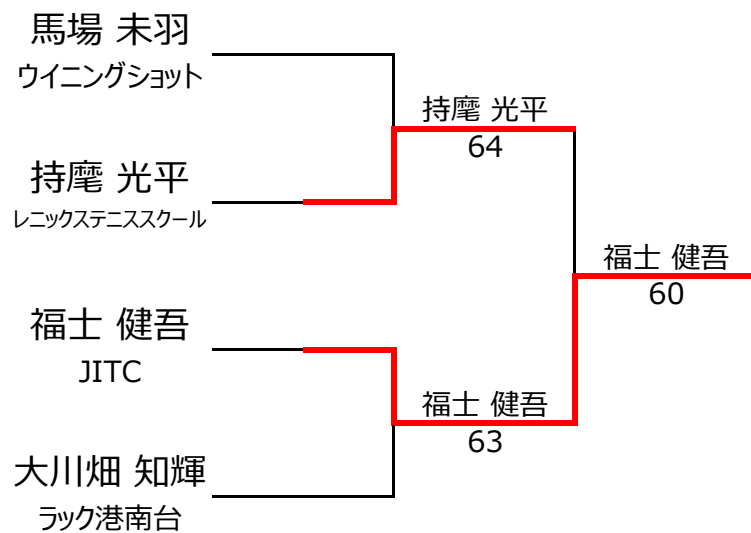 馬場 未羽
ウイニングショット
持麾 光平
64
持麾 光平
レニックステニススクール
福士 健吾
60
福士 健吾
JITC
福士 健吾
63
大川畑 知輝
ラック港南台